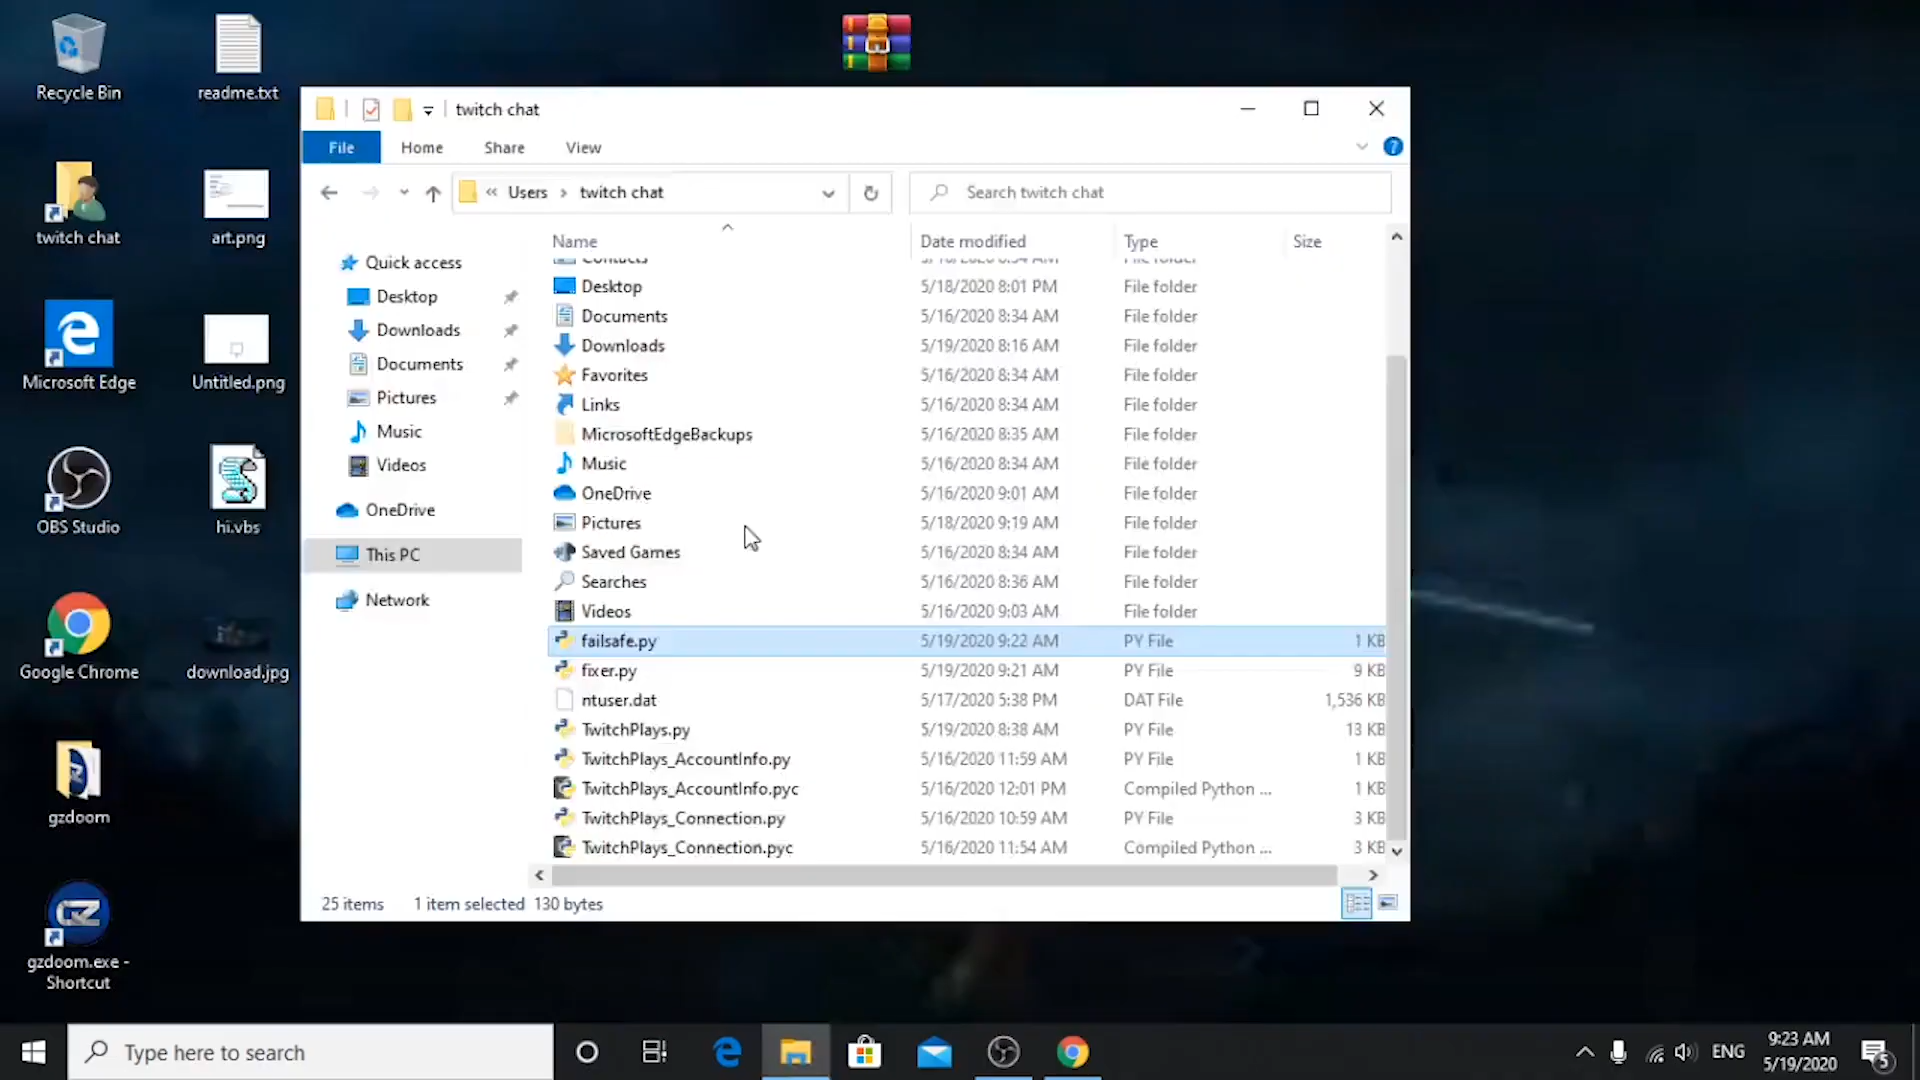 Recycle Bin
readme.txt
twitch chat
art.png
Microsoft Edge
Untitled.png
OBS Studio
hi.vbs
Google Chrome
download.jpg
gzdoom
gzdoom.exe -
Shortcut
twitch chat
File
Home
Share
View
« Users > twitch chat
Search twitch chat
Quick access
Desktop
Downloads
Documents
Pictures
Music
Videos
OneDrive
This PC
Network
Name Date modified Type Size
Contacts 5/16/2020 8:34 AM File folder
Desktop 5/18/2020 8:01 PM File folder
Documents 5/16/2020 8:34 AM File folder
Downloads 5/19/2020 8:16 AM File folder
Favorites 5/16/2020 8:34 AM File folder
Links 5/16/2020 8:34 AM File folder
MicrosoftEdgeBackups 5/16/2020 8:35 AM File folder
Music 5/16/2020 8:34 AM File folder
OneDrive 5/16/2020 9:01 AM File folder
Pictures 5/18/2020 9:19 AM File folder
Saved Games 5/16/2020 8:34 AM File folder
Searches 5/16/2020 8:36 AM File folder
Videos 5/16/2020 9:03 AM File folder
failsafe.py 5/19/2020 9:22 AM PY File 1 KB
fixer.py 5/19/2020 9:21 AM PY File 9 KB
ntuser.dat 5/17/2020 5:38 PM DAT File 1,536 KB
TwitchPlays.py 5/19/2020 8:38 AM PY File 13 KB
TwitchPlays_AccountInfo.py 5/16/2020 11:59 AM PY File 1 KB
TwitchPlays_AccountInfo.pyc 5/16/2020 12:01 PM Compiled Python ... 1 KB
TwitchPlays_Connection.py 5/16/2020 10:59 AM PY File 3 KB
TwitchPlays_Connection.pyc 5/16/2020 11:54 AM Compiled Python ... 3 KB
25 items 1 item selected 130 bytes
Type here to search
ENG
9:23 AM
5/19/2020
5